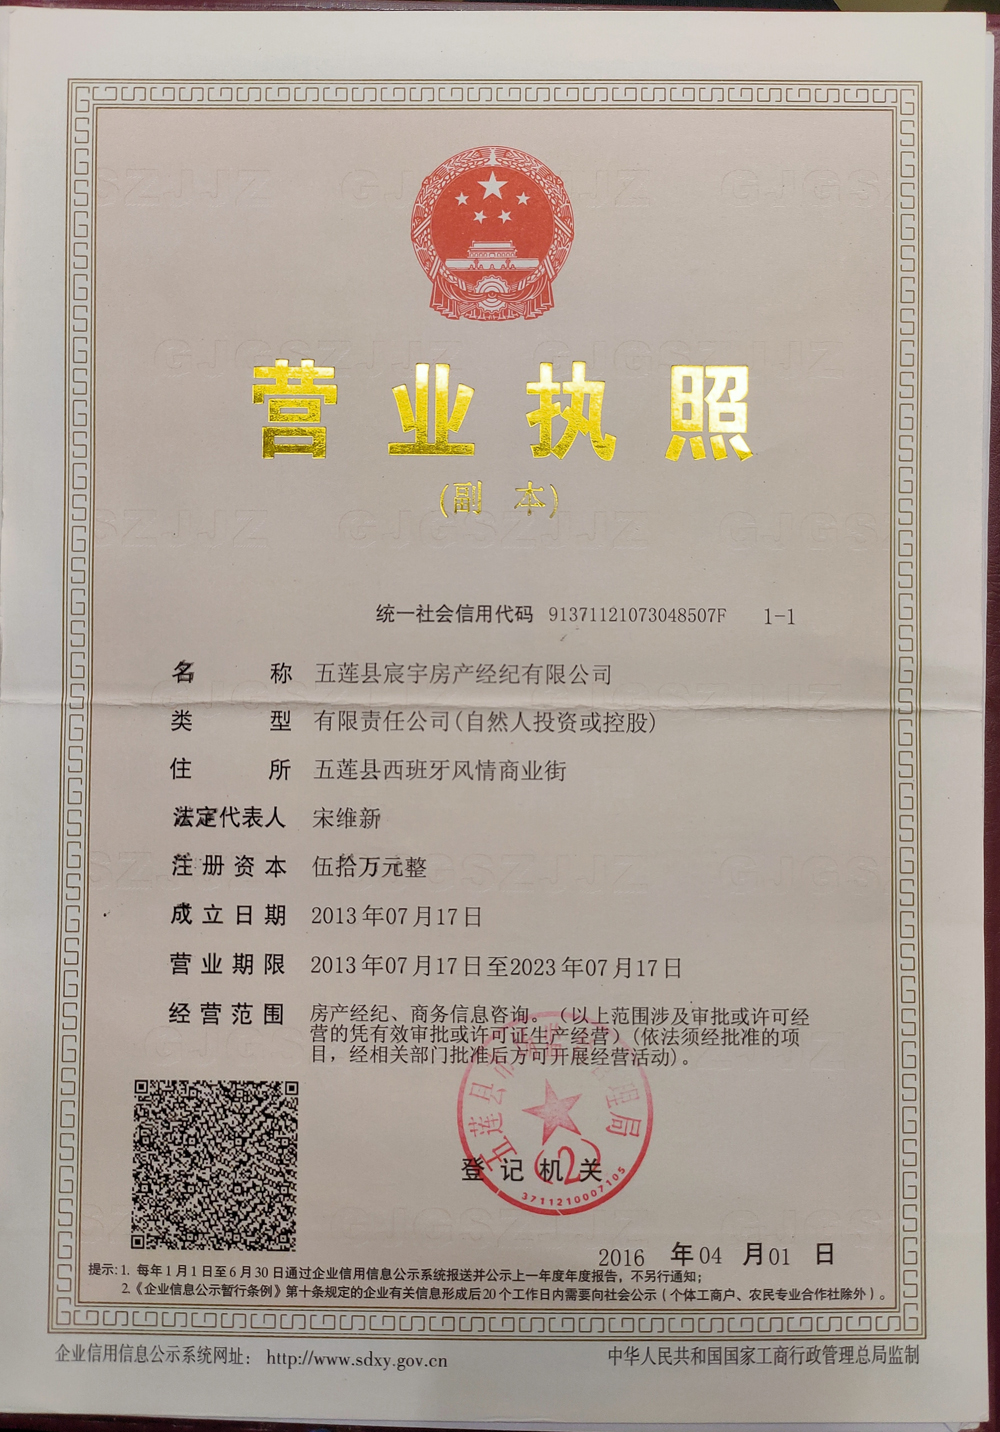 营业执照
(副 本)
统一社会信用代码 91371121073048507F 1-1
名 称 五莲县宸宇房产经纪有限公司
类 型 有限责任公司(自然人投资或控股)
住 所 五莲县西班牙风情商业街
法定代表人 宋维新
注册资本 伍拾万元整
成立日期 2013年07月17日
营业期限 2013年07月17日至2023年07月17日
经营范围 房产经纪、商务信息咨询。（以上范围涉及审批或许可经
营的凭有效审批或许可证生产经营）(依法须经批准的项
目，经相关部门批准后方可开展经营活动)。
五莲县市 管理局
登记机关
(2)
3711210007105
2016 年04 月01 日
提示:1. 每年1月1日至6月30日通过企业信用信息公示系统报送并公示上一年度年度报告，不另行通知；
2.《企业信息公示暂行条例》第十条规定的企业有关信息形成后20个工作日内需要向社会公示（个体工商户、农民专业合作社除外）。
企业信用信息公示系统网址： http://www.sdxy.gov.cn
中华人民共和国国家工商行政管理总局监制